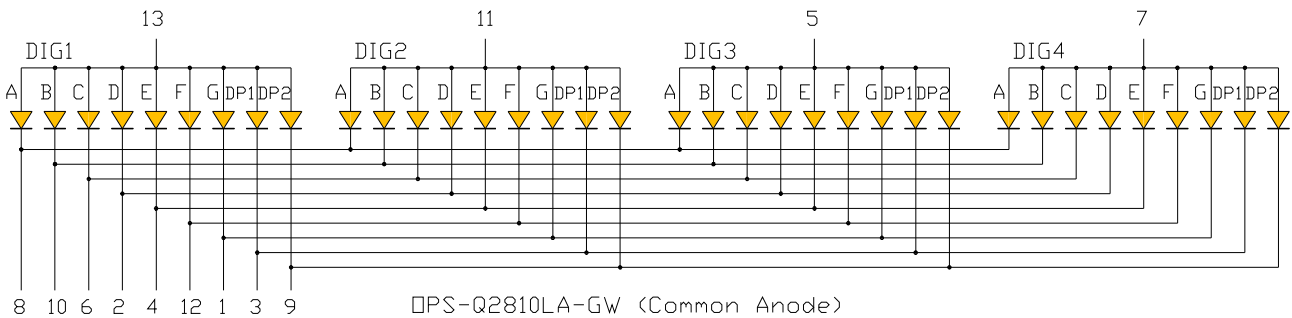 13 11 5 7
DIG1 DIG2 DIG3 DIG4
A B C D E F G DP1 DP2 A B C D E F G DP1 DP2 A B C D E F G DP1 DP2 A B C D E F G DP1 DP2
8 10 6 2 4 12 1 3 9 OPS-Q2810LA-GW (Common Anode)